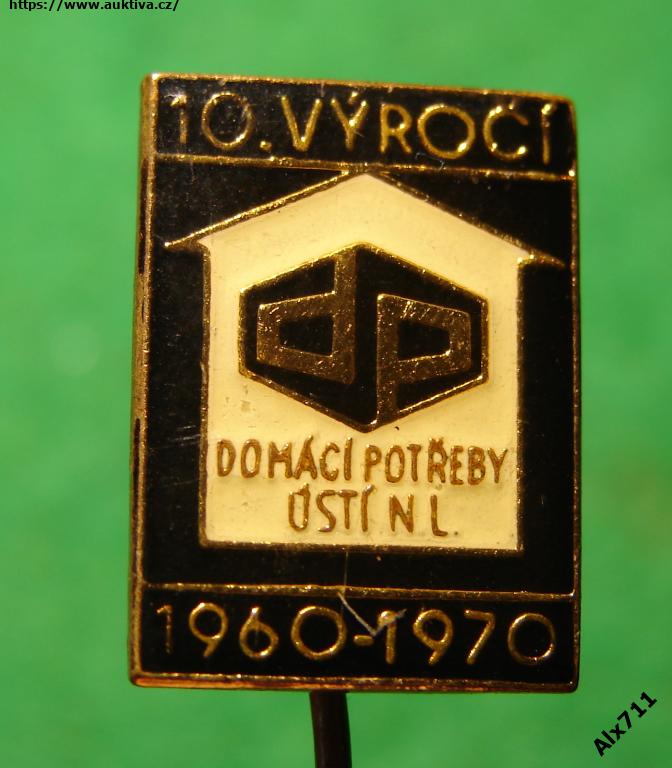 https://www.auktiva.cz/
10. VÝROČÍ
dp
DOMÁCÍ POTŘEBY
ÚSTÍ N L.
1960-1970
Alx711